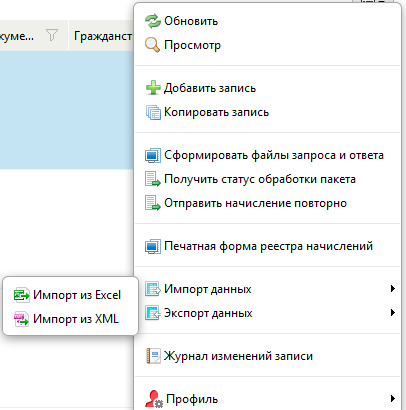 куме...
Гражданст
Обновить
Просмотр
Добавить запись
Копировать запись
Сформировать файлы запроса и ответа
Получить статус обработки пакета
Отправить начисление повторно
Печатная форма реестра начислений
Импорт данных
Экспорт данных
Импорт из Excel
Импорт из XML
Журнал изменений записи
Профиль